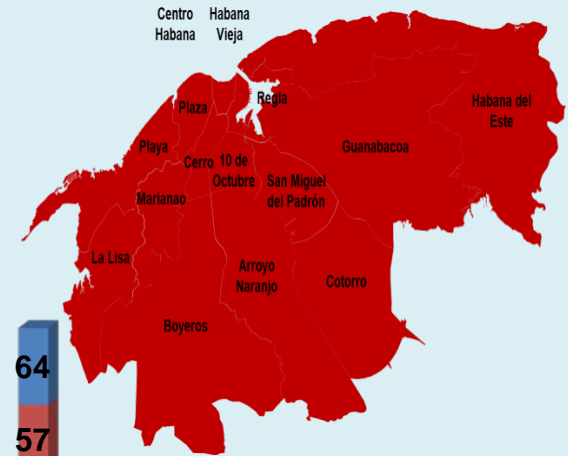 Centro
Habana
Habana
Vieja
Plaza
Regla
Habana del
Este
Playa
Cerro
10 de
Octubre
Guanabacoa
Marianao
San Miguel
del Padrón
La Lisa
Arroyo
Naranjo
Cotorro
Boyeros
64
57